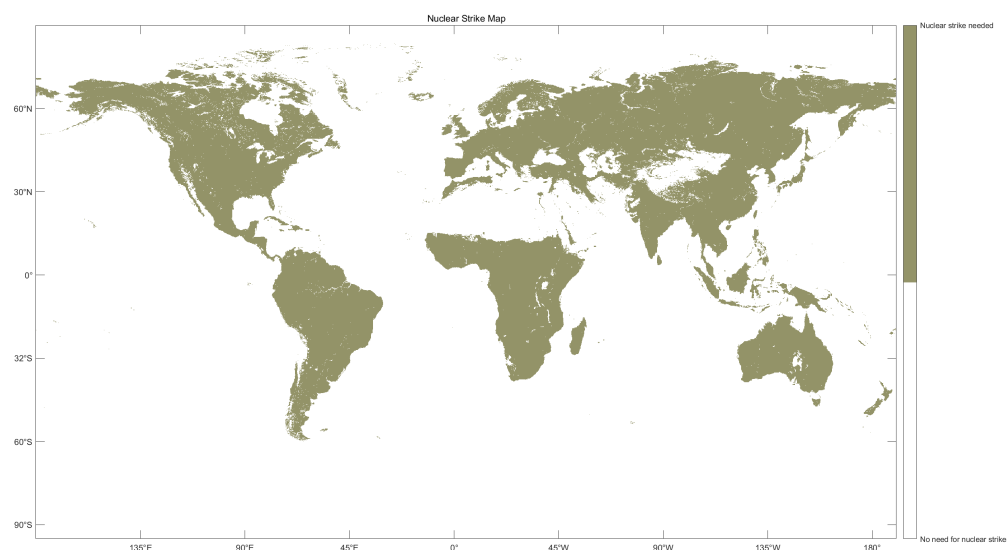 Nuclear Strike Map
Nuclear strike needed
60°N
30°N
0°
32°S
60°S
90°S
135°E
90°E
45°E
0°
45°W
90°W
135°W
180°
No need for nuclear strike